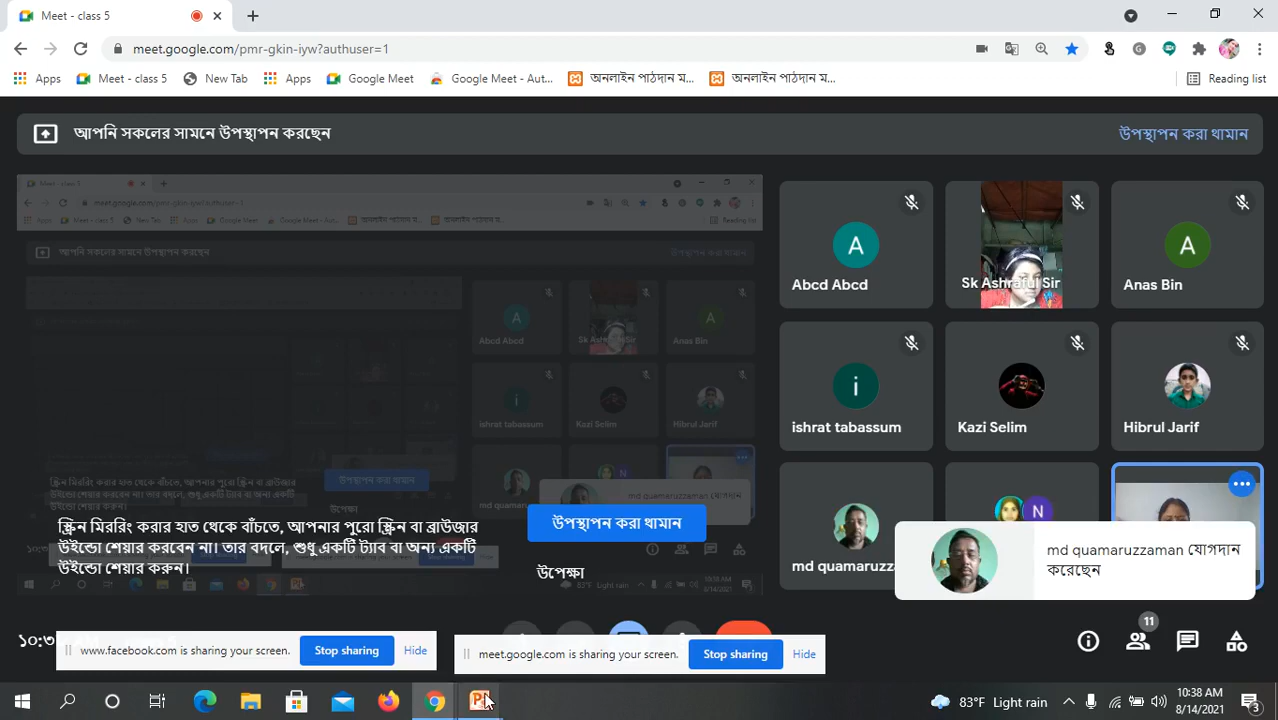 Meet - class 5
meet.google.com/pmr-gkin-iyw?authuser=1
Apps Meet - class 5 New Tab Apps Google Meet Google Meet - Aut... অনলাইন পাঠদান ম... অনলাইন পাঠদান ম... Reading list
আপনি সকলের সামনে উপস্থাপন করছেন
উপস্থাপন করা থামান
Abcd Abcd
Sk Ashraful Sir
Anas Bin
ishrat tabassum
Kazi Selim
Hibrul Jarif
md quamaruzza
N
md quamaruzzaman যোগদান
করেছেন
স্ক্রিন মিররিং করার হাত থেকে বাঁচতে, আপনার পুরো স্ক্রিন বা ব্রাউজার
উইন্ডো শেয়ার করবেন না। তার বদলে, শুধু একটি ট্যাব বা অন্য একটি
উইন্ডো শেয়ার করুন।
উপস্থাপন করা থামান
উপেক্ষা
www.facebook.com is sharing your screen. Stop sharing Hide
meet.google.com is sharing your screen. Stop sharing Hide
11
83°F Light rain
10:38 AM
8/14/2021
3